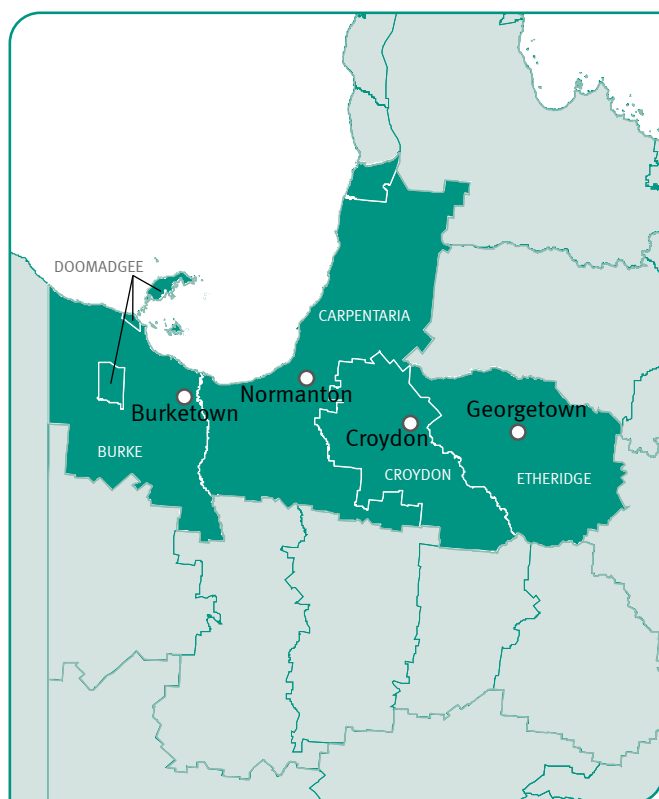 DOOMADGEE
CARPENTARIA
Normanton
Burketown
Georgetown
Croydon
BURKE
CROYDON
ETHERIDGE